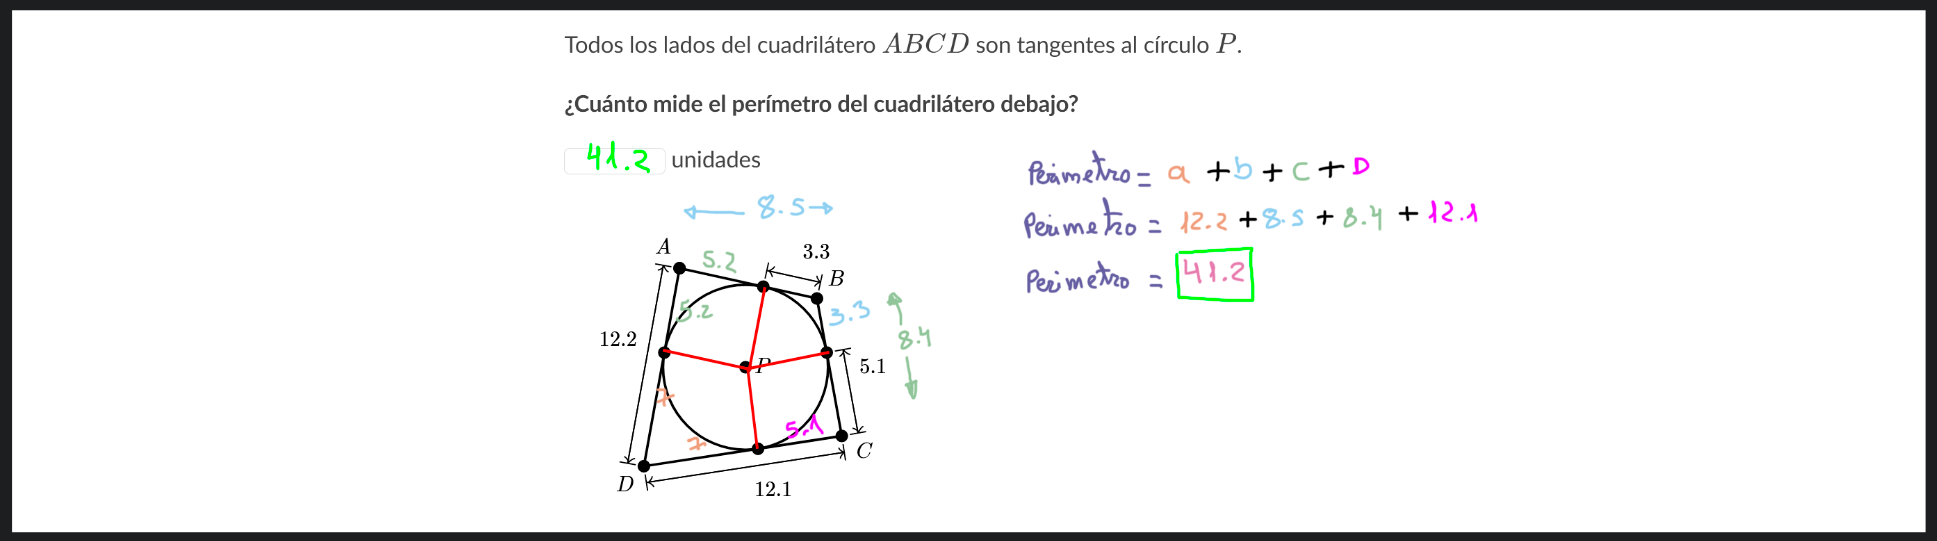 Todos los lados del cuadrilátero ABCD son tangentes al círculo P.
¿Cuánto mide el perímetro del cuadrilátero debajo?
41.2 unidades
8.5
A
5.2
3.3
B
5.2
3.3
12.2
8.4
P
5.1
7
7
5.1
C
D
12.1
Perimetro = a + b + c + D
Perimetro = 12.2 + 8.5 + 8.4 + 12.1
Perimetro = 41.2